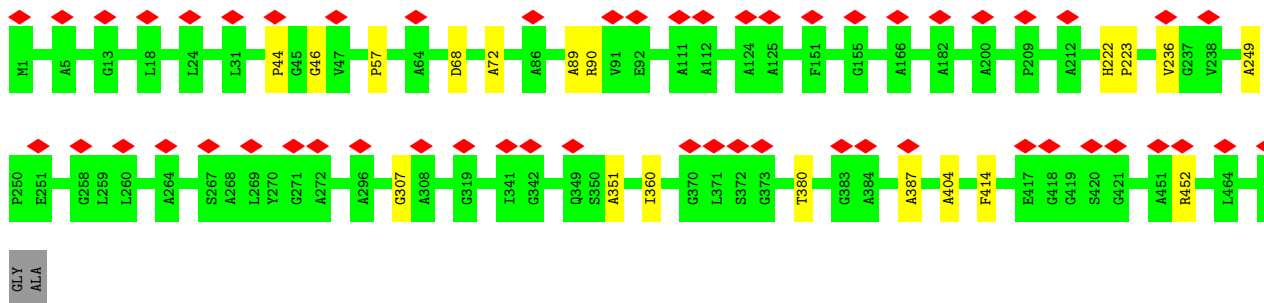 M1 A5 G13 L18 L24 L31 P44 G45 G46 V47 P57 A64 D68 A72 A86 A89 R90 V91 E92 A111 A112 A124 A125 F151 G155 A166 A182 A200 P209 A212 H222 P223 V236 G237 V238 A249
P250 E251 G258 L259 L260 A264 S267 A268 L269 Y270 G271 A272 A296 G307 A308 G319 I341 G342 Q349 S350 A351 I360 G370 L371 S372 G373 T380 G383 A384 A387 A404 F414 E417 G418 G419 S420 G421 A451 R452 L464
GLY ALA